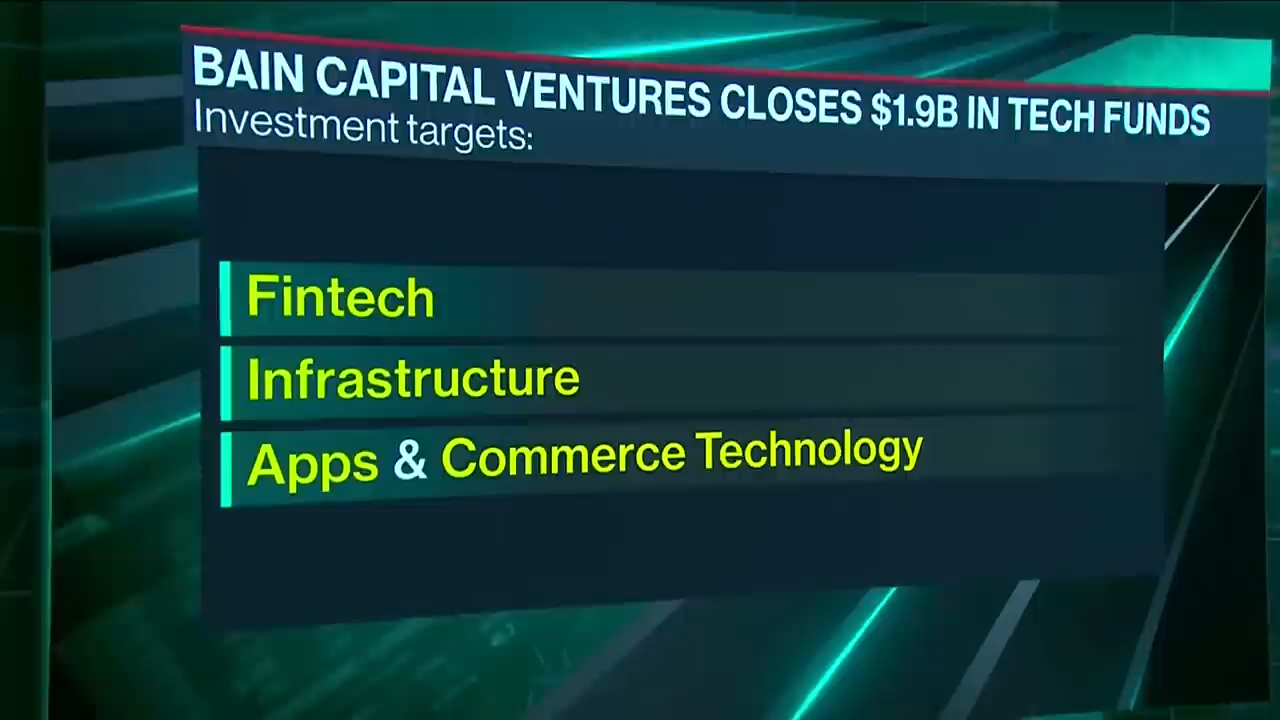 BAIN CAPITAL VENTURES CLOSES $1.9B IN TECH FUNDS
Investment targets:
Fintech
Infrastructure
Apps & Commerce Technology